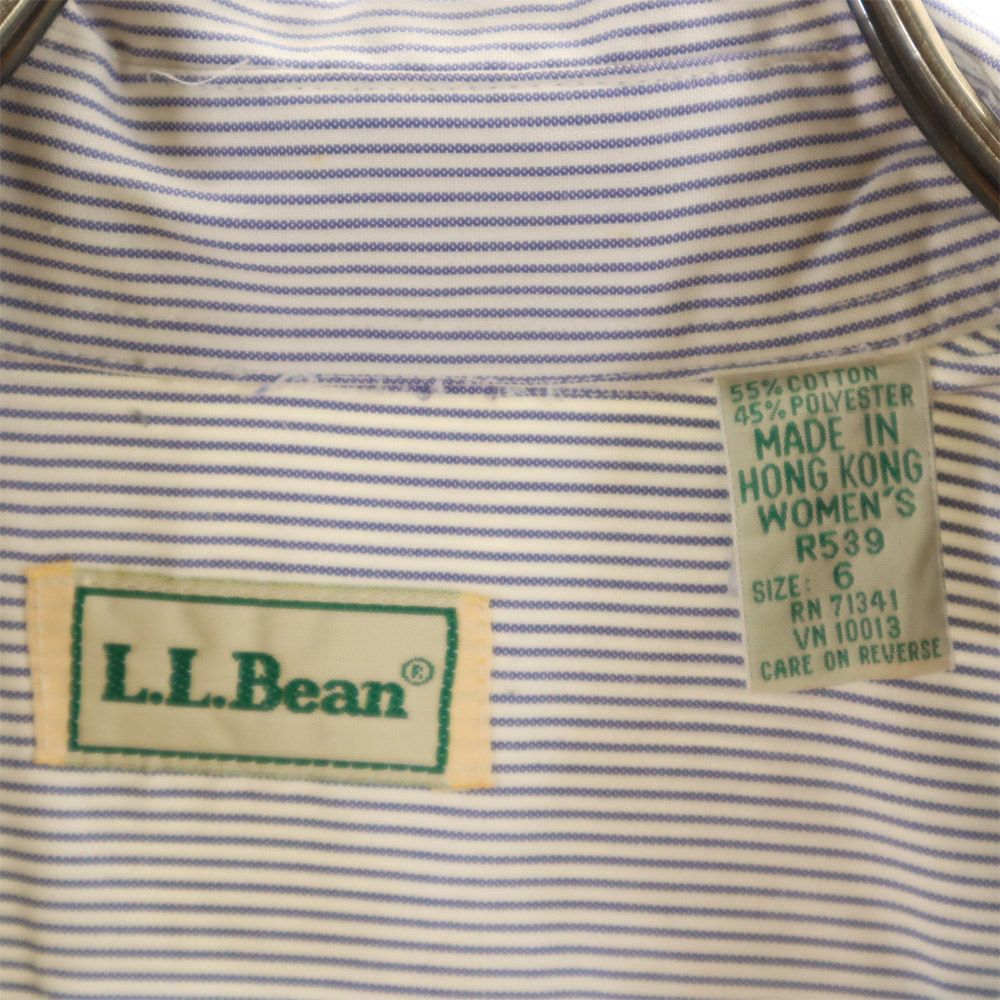 55% COTTON
45% POLYESTER
MADE IN
HONG KONG
WOMEN'S
R539
SIZE: 6
RN 71341
VN 10013
CARE ON REVERSE
L.L.Bean®